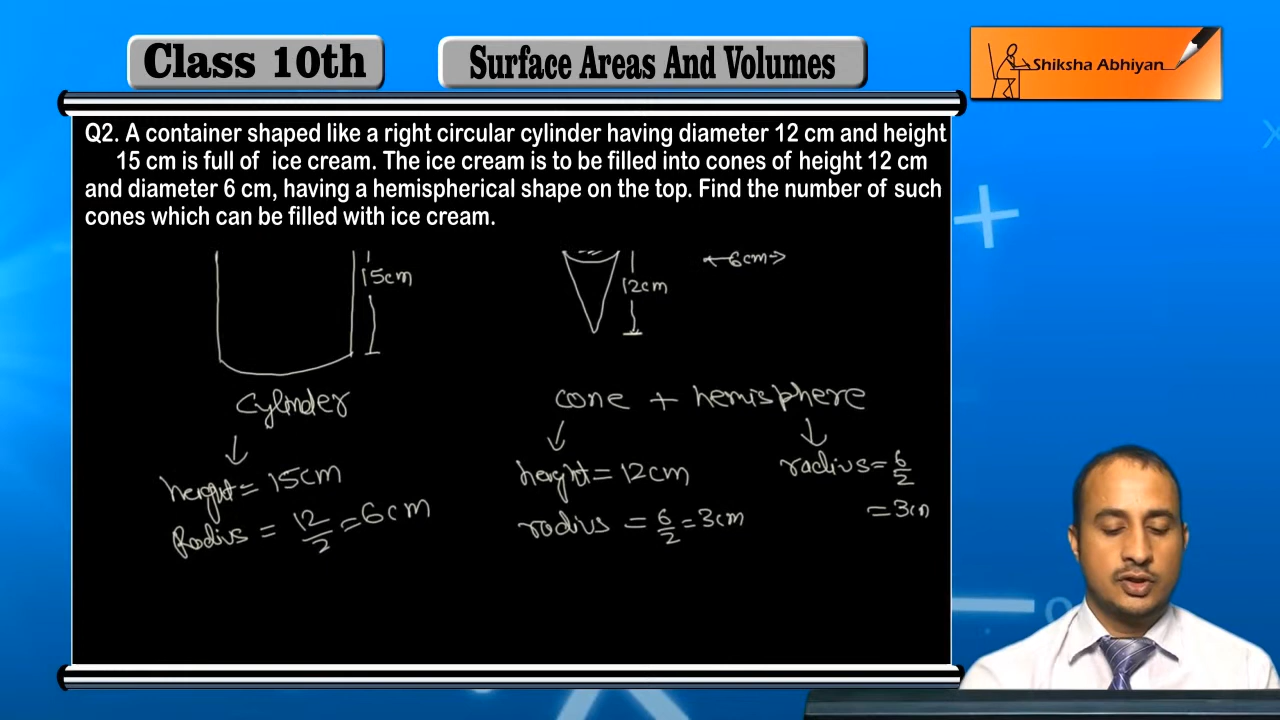 Class 10th
Surface Areas And Volumes
Shiksha Abhiyan
Q2. A container shaped like a right circular cylinder having diameter 12 cm and height
15 cm is full of ice cream. The ice cream is to be filled into cones of height 12 cm
and diameter 6 cm, having a hemispherical shape on the top. Find the number of such
cones which can be filled with ice cream.
15cm
12cm
6cm
cylinder
cone + hemisphere
height = 15cm
Radius = 12/2 = 6cm
height = 12cm
radius = 6/2 = 3cm
radius = 6/2
= 3cm